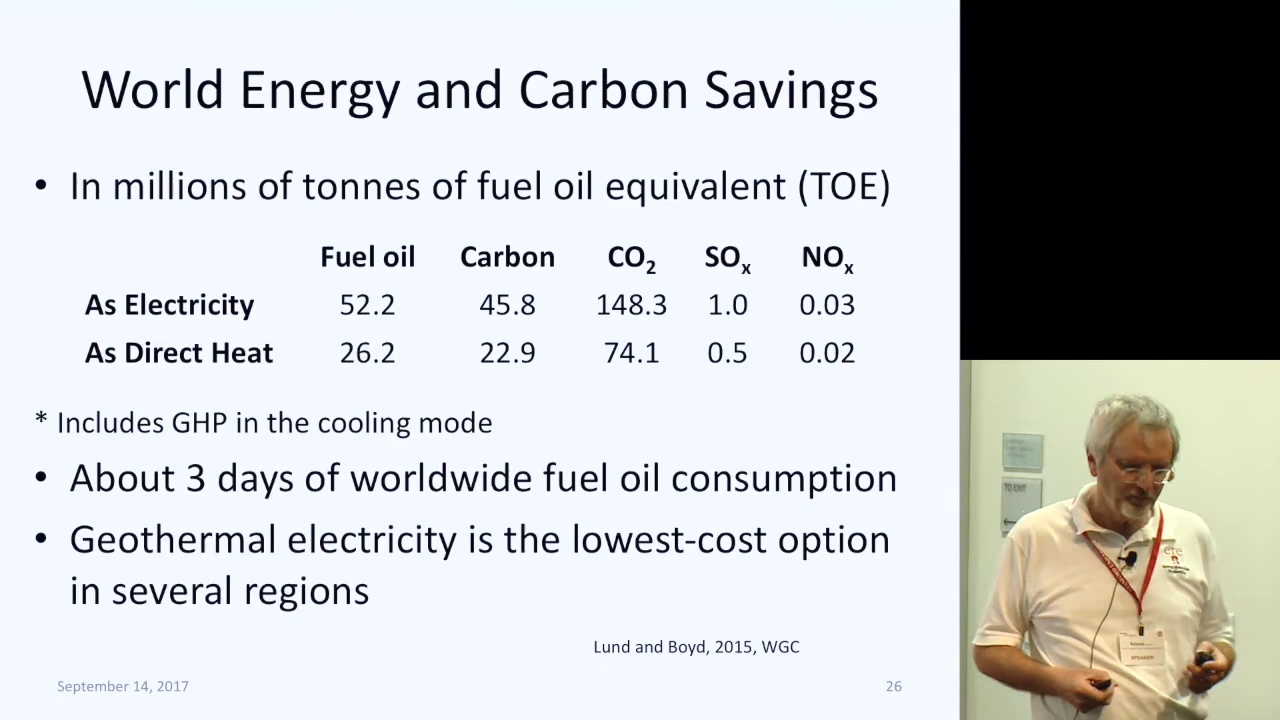 World Energy and Carbon Savings
• In millions of tonnes of fuel oil equivalent (TOE)
Fuel oil Carbon CO₂ SOₓ NOₓ
As Electricity 52.2 45.8 148.3 1.0 0.03
As Direct Heat 26.2 22.9 74.1 0.5 0.02
* Includes GHP in the cooling mode
• About 3 days of worldwide fuel oil consumption
• Geothermal electricity is the lowest-cost option
in several regions
Lund and Boyd, 2015, WGC
September 14, 2017 26
TO EXIT
ere
Roland
SPEAKER